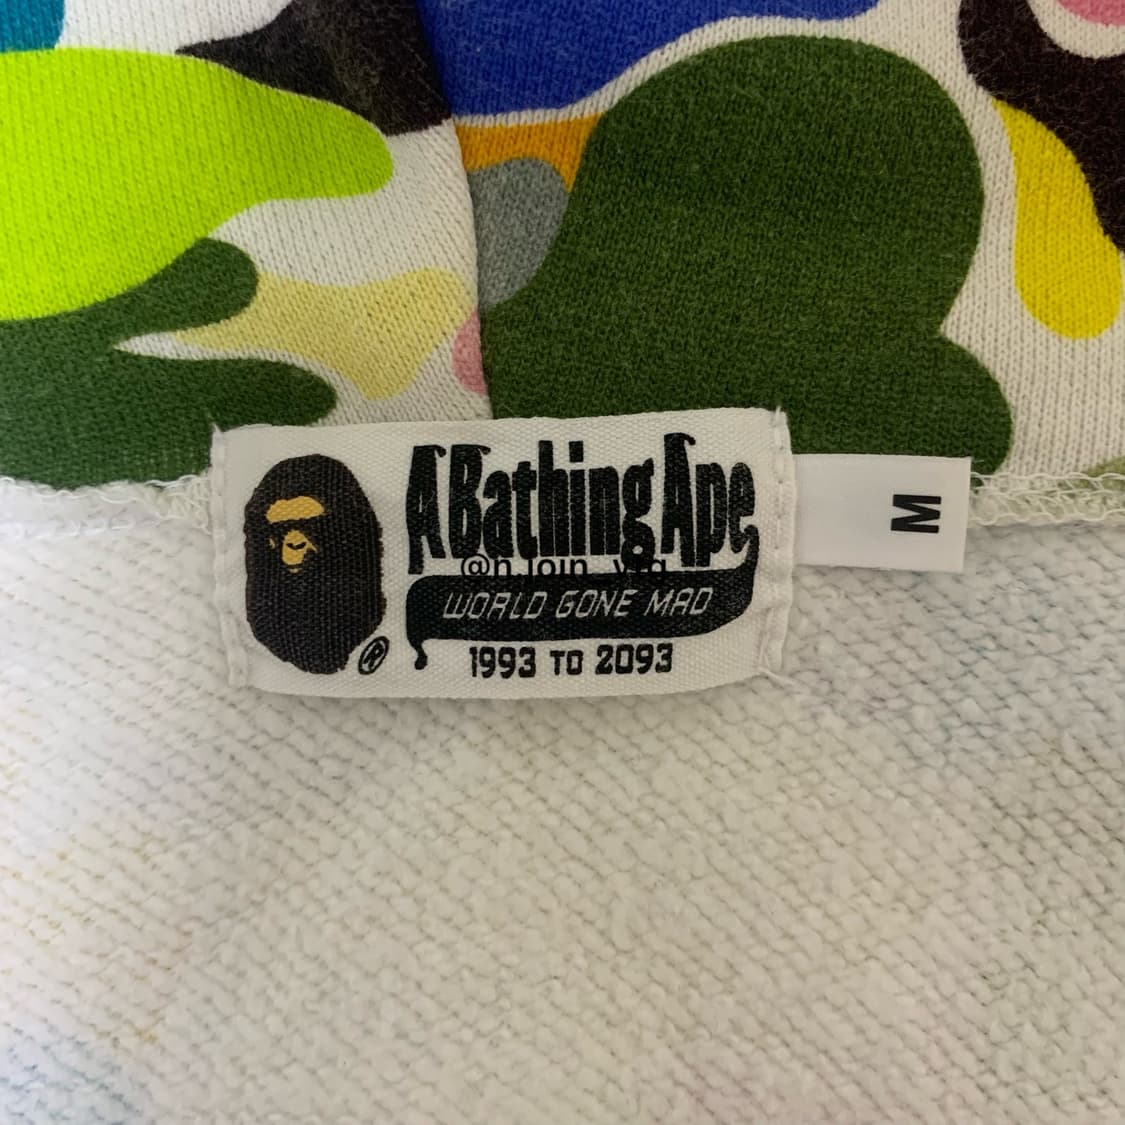 A Bathing Ape
WORLD GONE MAD
1993 TO 2093
®
M